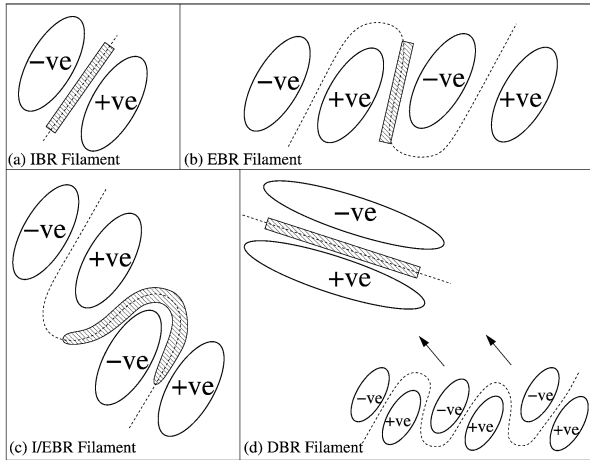 −ve
+ve
(a) IBR Filament
−ve
+ve
−ve
+ve
(b) EBR Filament
−ve
+ve
−ve
+ve
(c) I/EBR Filament
−ve
+ve
−ve
+ve
−ve
+ve
−ve
+ve
(d) DBR Filament